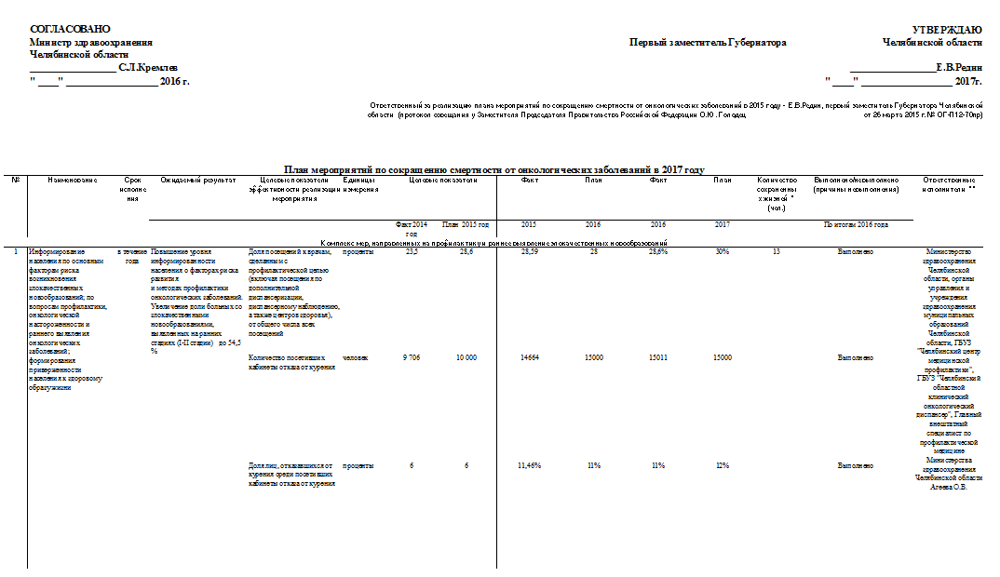 СОГЛАСОВАНО
Министр здравоохранения
Челябинской области
_________________ С.Л.Кремлев
" ____" __________________ 2016 г.
УТВЕРЖДАЮ
Первый заместитель Губернатора Челябинской области
_________________Е.В.Редин
" ____" __________________ 2017г.
Ответственный за реализацию плана мероприятий по сокращению смертности от онкологических заболеваний в 2015 году - Е.В.Редин, первый заместитель Губернатора Челябинской
области (протокол совещания у Заместителя Председателя Правительства Российской Федерации О.Ю. Голодец от 26 марта 2015 г. № ОГ-П12-70пр)
План мероприятий по сокращению смертности от онкологических заболеваний в 2017 году
№
Наименование
Срок
исполне
ния
Ожидаемый результат
Целевые показатели
эффективности реализации
мероприятия
Единицы
измерения
Целевые показатели
Факт
План
Факт
План
Количество
сохраненны
х жизней *
(чел.)
Выполнено/невыполнено
(причины невыполнения)
Ответственные
исполнители **
Факт 2014
год
План 2015 год
2015
2016
2016
2017
По итогам 2016 года
Комплекс мер, направленных на профилактику и раннее выявление злокачественных новообразований
1
Информирование
населения по основным
факторам риска
возникновения
злокачественных
новообразований; по
вопросам профилактики,
онкологической
настороженности и
раннего выявления
онкологических
заболеваний;
формирования
приверженности
населения к здоровому
образу жизни
в течение
года
Повышение уровня
информированности
населения о факторах риска
развития
и методах профилактики
онкологических заболеваний.
Увеличение доли больных со
злокачественными
новообразованиями,
выявленных на ранних
стадиях (I-II стадии) до 54,5
%
Доля посещений к врачам,
сделанным с
профилактической целью
(включая посещения по
дополнительной
диспансеризации,
диспансерному наблюдению,
а также центров здоровья),
от общего числа всех
посещений
проценты
23,5
28,6
28,59
28
28,6%
30%
13
Выполнено
Министерство
здравоохранения
Челябинской
области, органы
управления и
учреждения
здравоохранения
муниципальных
образований
Челябинской
области, ГБУЗ
"Челябинский центр
медицинской
профилактики",
ГБУЗ "Челябинский
областной
клинический
онкологический
диспансер", Главный
внештатный
специалист по
профилактической
медицине
Министерства
здравоохранения
Челябинской области
Агеева О.В.
Количество посетивших
кабинеты отказа от курения
человек
9 706
10 000
14664
15000
15011
15000
Выполнено
Доля лиц, отказавшихся от
курения среди посетивших
кабинеты отказа от курения
проценты
6
6
11,46%
11%
11%
12%
Выполнено